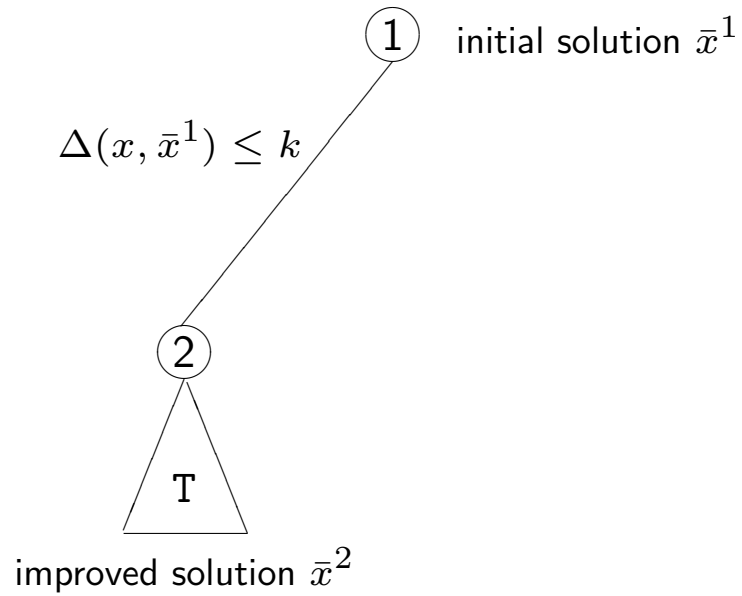 1
initial solution x̄¹
Δ(x, x̄¹) ≤ k
2
T
improved solution x̄²